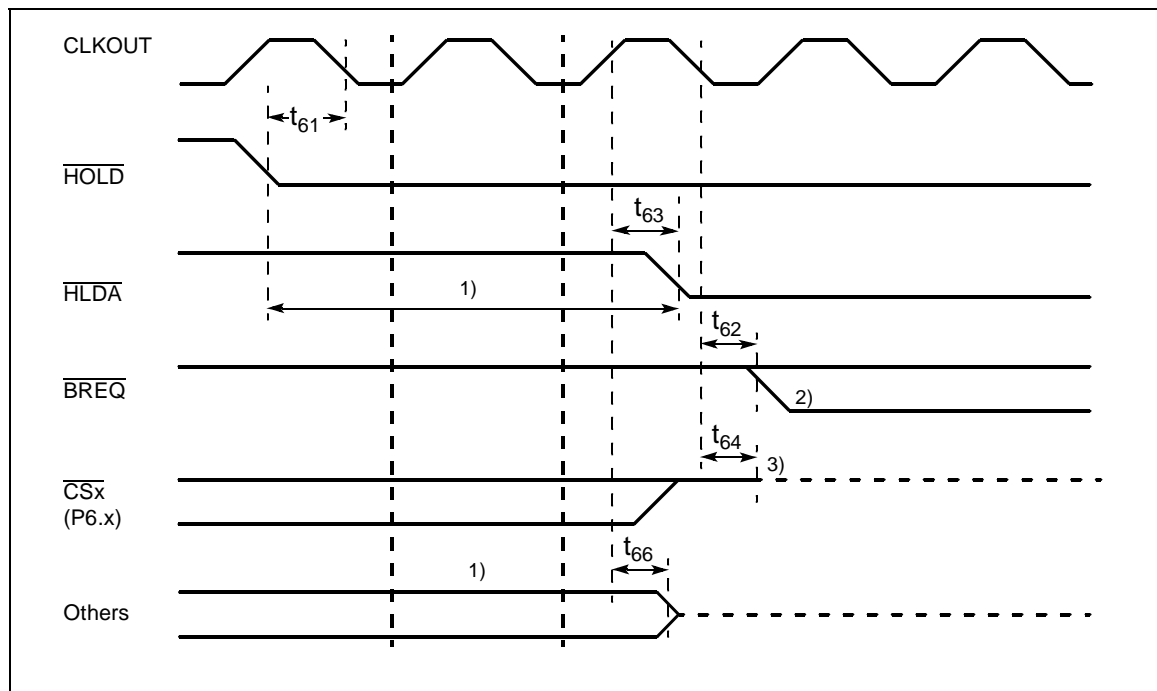 CLKOUT
t61
HOLD
t63
HLDA
1)
t62
BREQ
2)
t64
3)
CSx
(P6.x)
t66
1)
Others